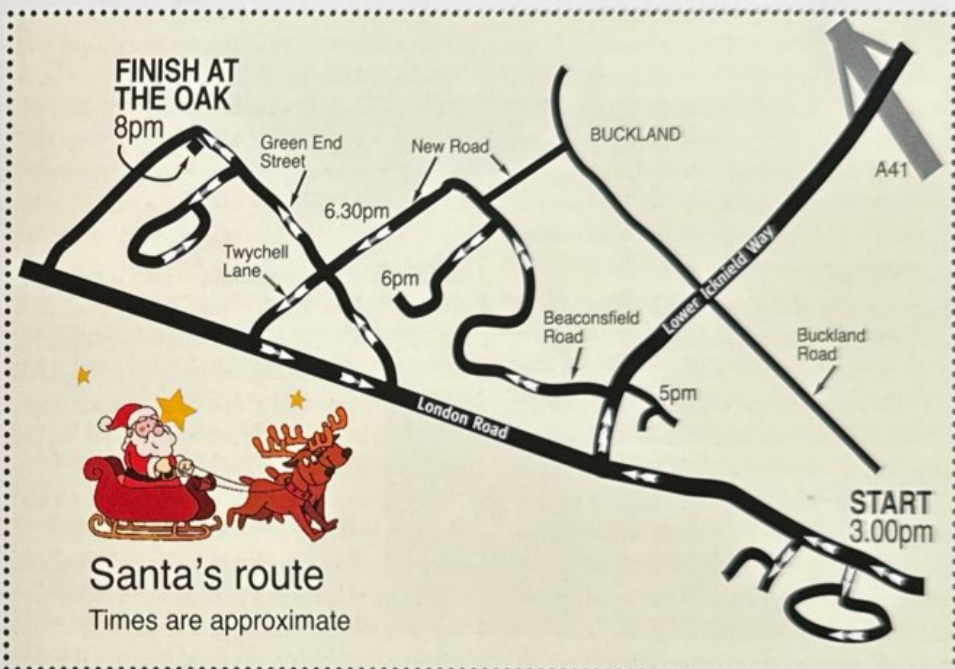 FINISH AT
THE OAK
8pm
Green End
Street
New Road
BUCKLAND
A41
6.30pm
Twychell
Lane
6pm
Lower Icknield Way
Beaconsfield
Road
Buckland
Road
5pm
London Road
START
3.00pm
Santa's route
Times are approximate